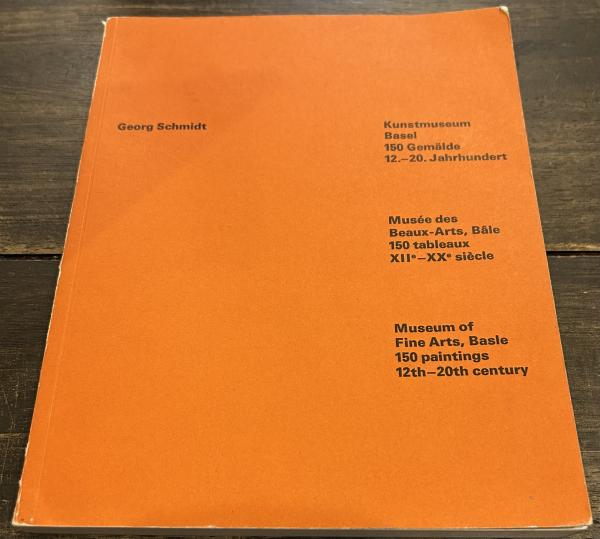 Georg Schmidt
Kunstmuseum
Basel
150 Gemälde
12.–20. Jahrhundert
Musée des
Beaux-Arts, Bâle
150 tableaux
XIIᵉ–XXᵉ siècle
Museum of
Fine Arts, Basle
150 paintings
12th–20th century